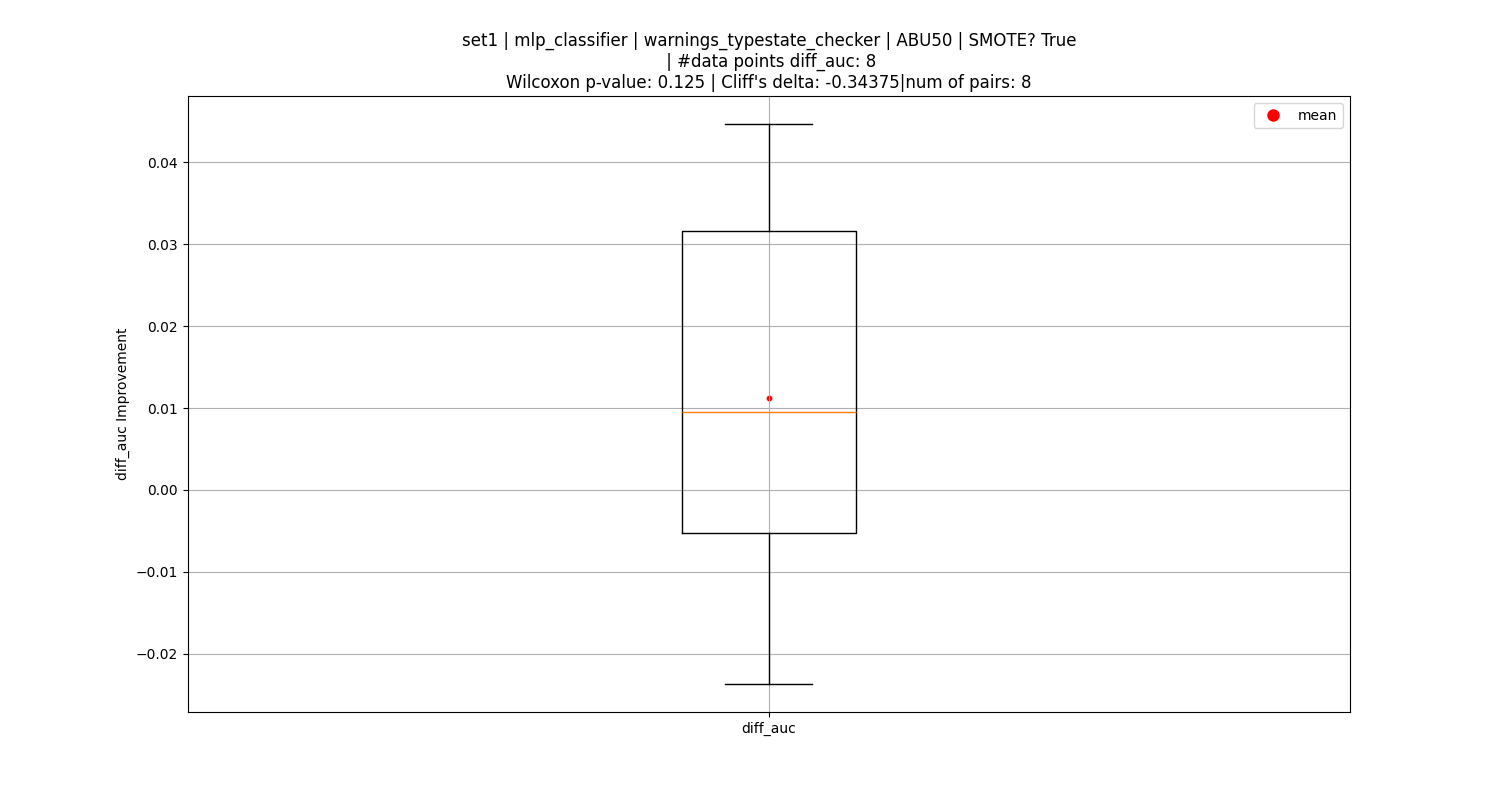 set1 | mlp_classifier | warnings_typestate_checker | ABU50 | SMOTE? True
| #data points diff_auc: 8
Wilcoxon p-value: 0.125 | Cliff's delta: -0.34375|num of pairs: 8
mean
0.04
0.03
0.02
0.01
0.00
−0.01
−0.02
diff_auc Improvement
diff_auc